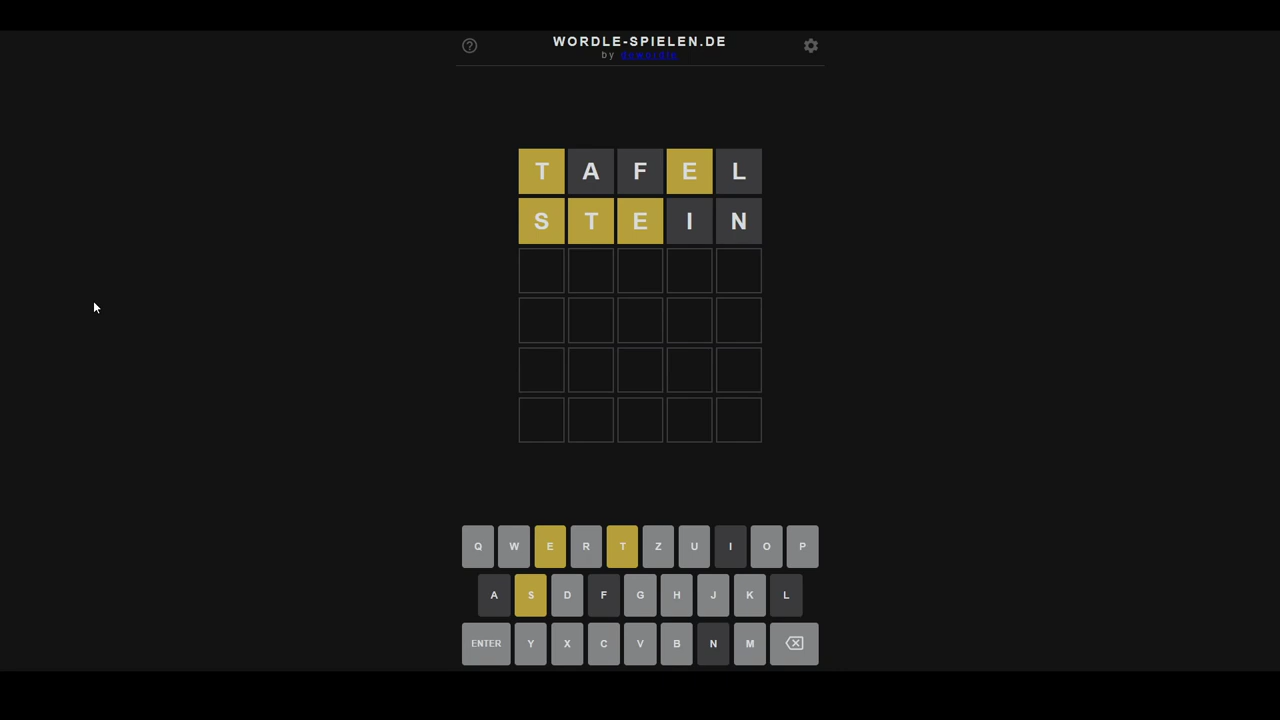 WORDLE-SPIELEN.DE
by
T A F E L
S T E I N
Q W E R T Z U I O P
A S D F G H J K L
ENTER Y X C V B N M